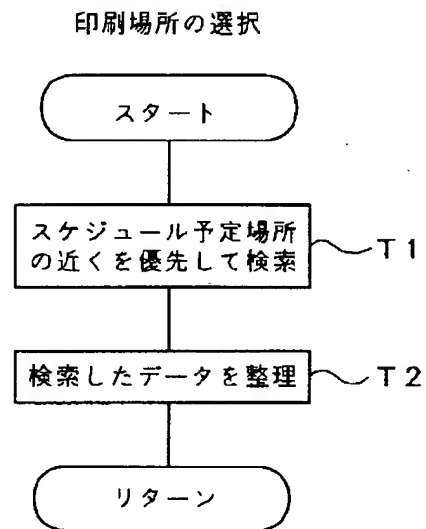 印刷場所の選択
スタート
スケジュール予定場所
の近くを優先して検索
T1
検索したデータを整理
T2
リターン